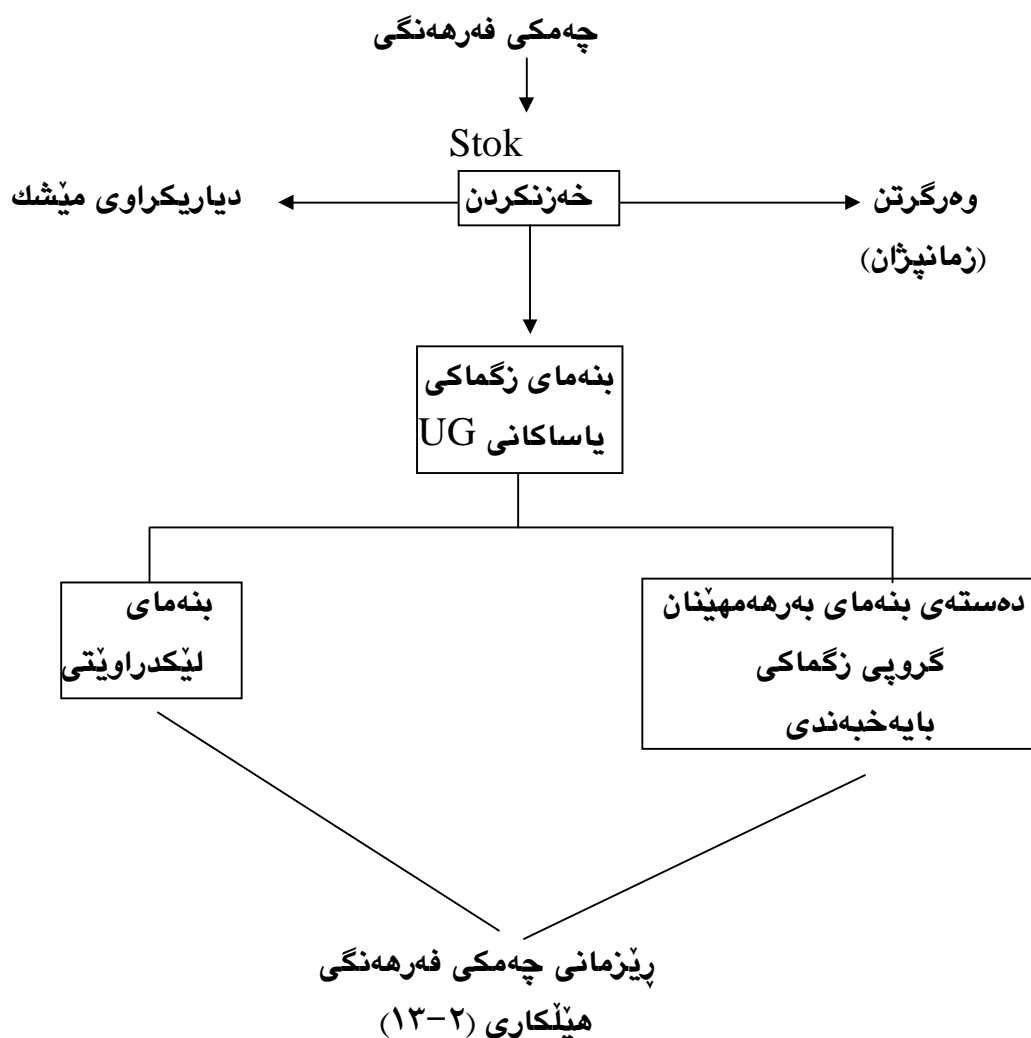 چەمکی فەرهەنگی
Stok
وەرگرتن
(زمانپژان)
خەزنکردن
دیاریکراوی مێشك
بنەمای زگماکی
یاساکانی UG
دەستەی بنەمای بەرهەمهێنان
گروپی زگماکی
بایەخبەندی
بنەمای
لێکدراوێتی
ڕێزمانی چەمکی فەرهەنگی
هێڵکاری (٢-١٣)